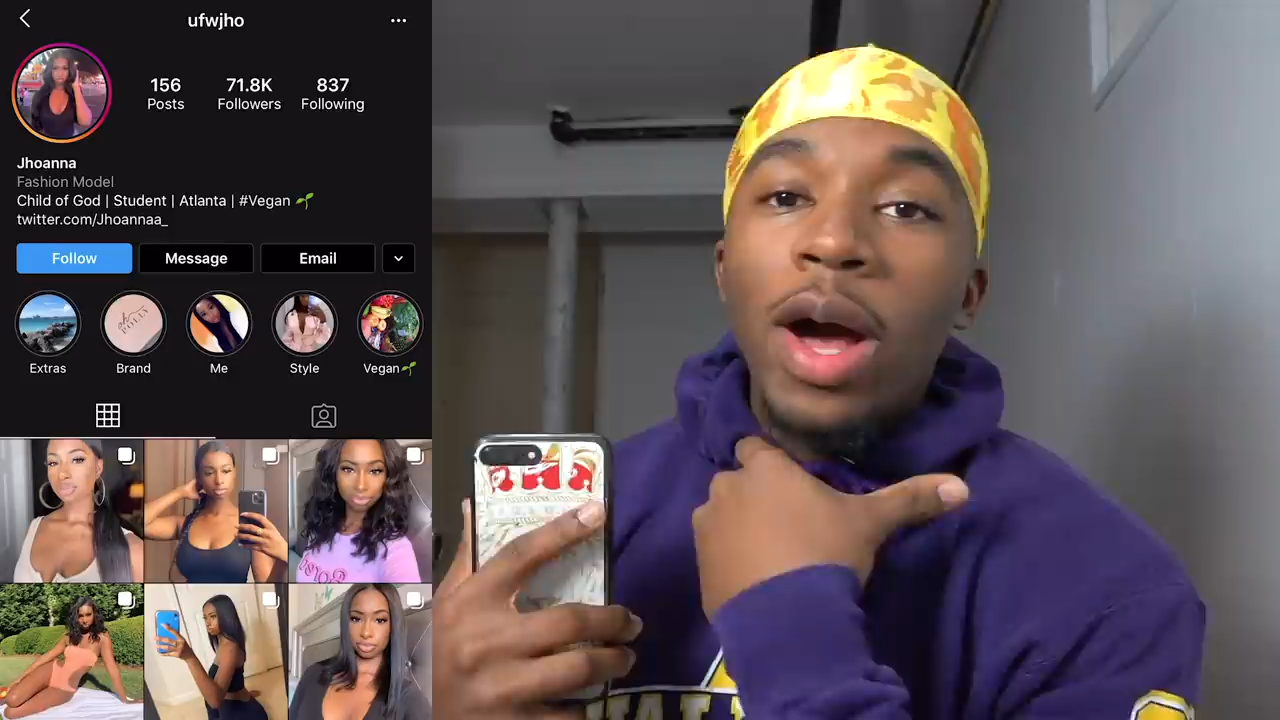 ufwjho
156
71.8K
837
Posts
Followers
Following
Jhoanna
Fashion Model
Child of God | Student | Atlanta | #Vegan 🌱
twitter.com/Jhoannaa_
Follow
Message
Email
Extras
Brand
Me
Style
Vegan🌱